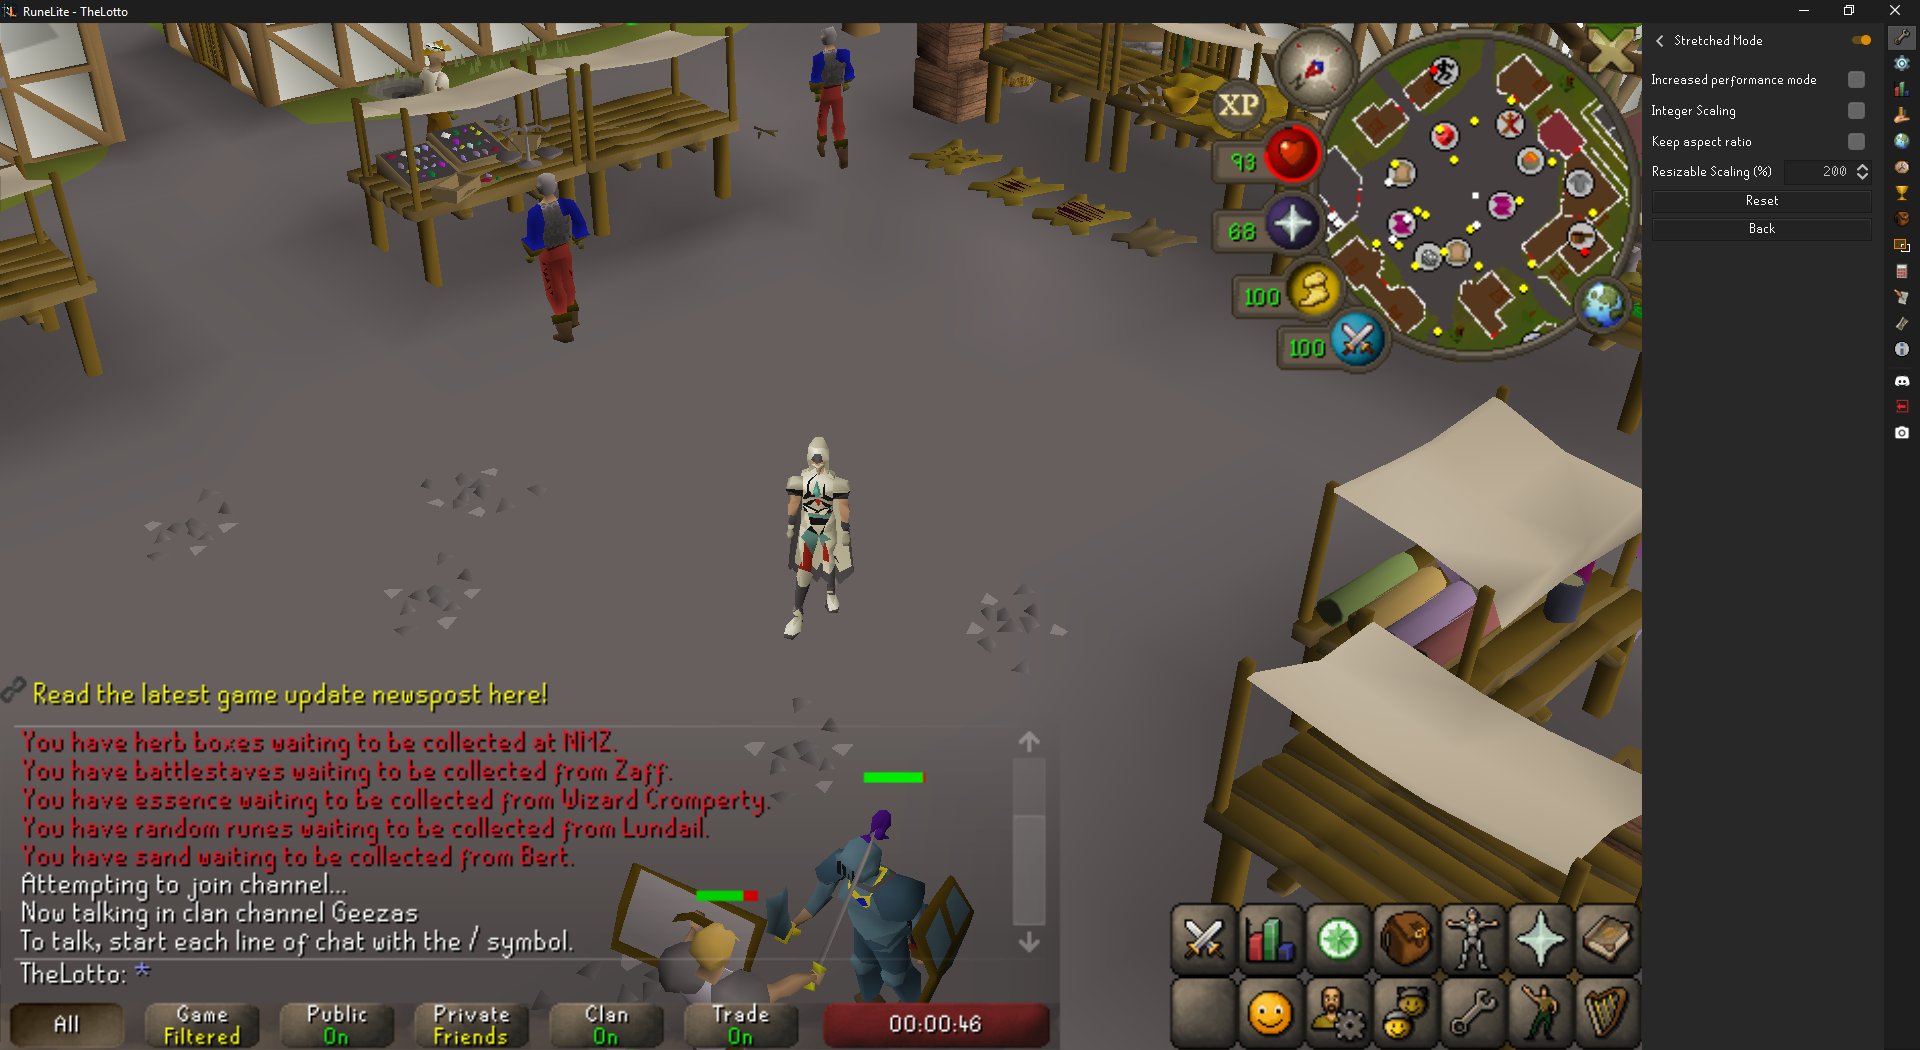 RuneLite - TheLotto
Stretched Mode
Increased performance mode
Integer Scaling
Keep aspect ratio
Resizable Scaling (%) 200
Reset
Back
XP
93
68
100
100
Read the latest game update newspost here!
You have herb boxes waiting to be collected at NMZ.
You have battlestaves waiting to be collected from Zaff.
You have essence waiting to be collected from Wizard Cromperty.
You have random runes waiting to be collected from Lundail.
You have sand waiting to be collected from Bert.
Attempting to join channel...
Now talking in clan channel Geezas
To talk, start each line of chat with the / symbol.
TheLotto: *
All
Game
Filtered
Public
On
Private
Friends
Clan
On
Trade
On
00:00:46